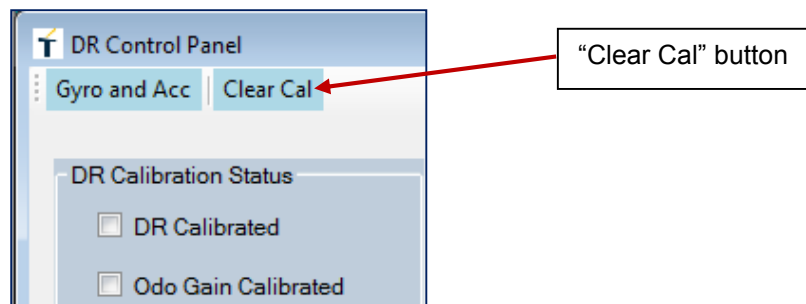 DR Control Panel
“Clear Cal” button
Gyro and Acc Clear Cal
DR Calibration Status
DR Calibrated
Odo Gain Calibrated